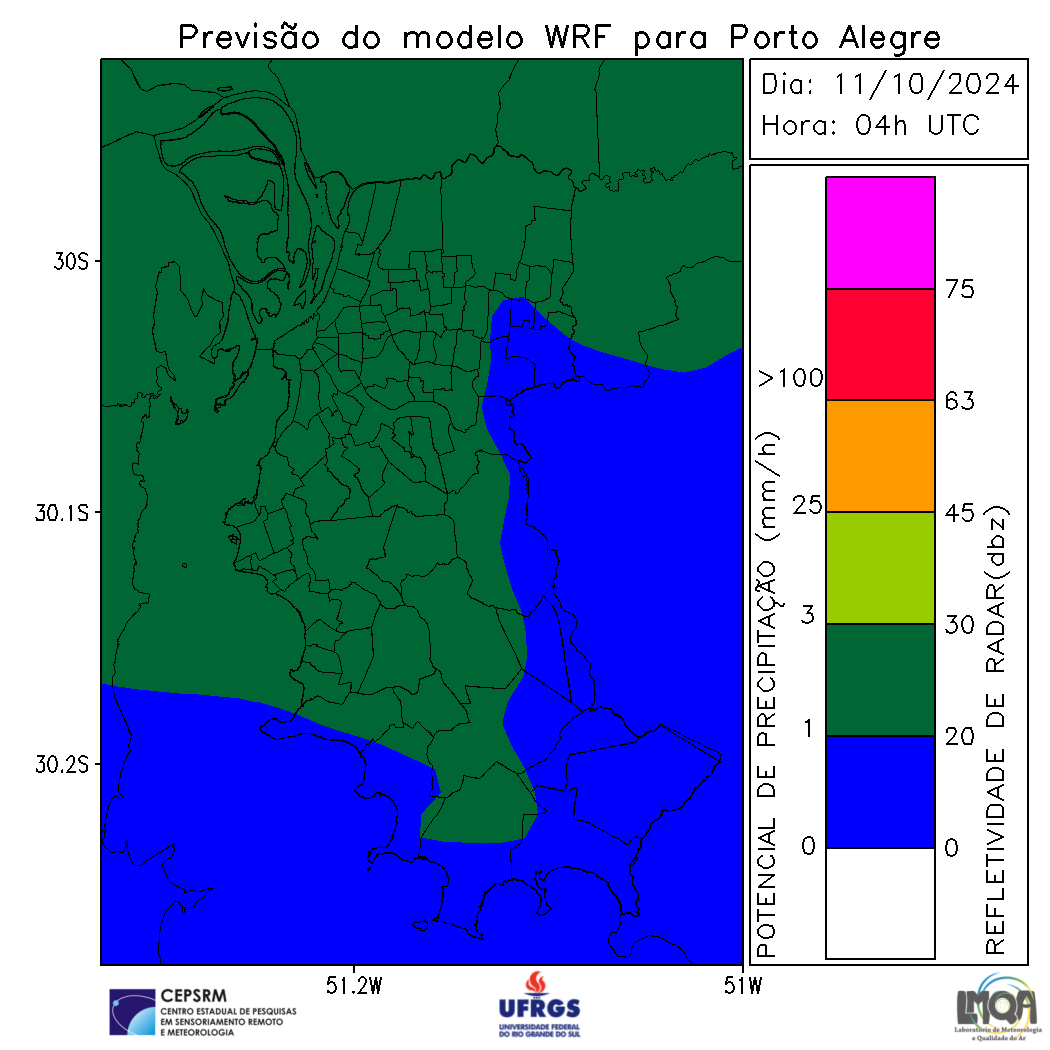 Previsão do modelo WRF para Porto Alegre
Dia: 11/10/2024
Hora: 04h UTC
30S
30.1S
30.2S
51.2W
51W
POTENCIAL DE PRECIPITAÇÃO (mm/h)
>100
25
3
1
0
75
63
45
30
20
0
REFLETIVIDADE DE RADAR(dbz)
CEPSRM
CENTRO ESTADUAL DE PESQUISAS
EM SENSORIAMENTO REMOTO
E METEOROLOGIA
UFRGS
UNIVERSIDADE FEDERAL
DO RIO GRANDE DO SUL
LMQA
Laboratório de Meteorologia
e Qualidade do Ar